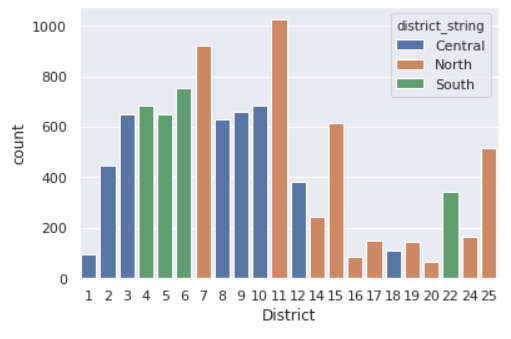 1000
800
600
400
200
0
count
district_string
Central
North
South
1 2 3 4 5 6 7 8 9 10 11 12 14 15 16 17 18 19 20 22 24 25
District